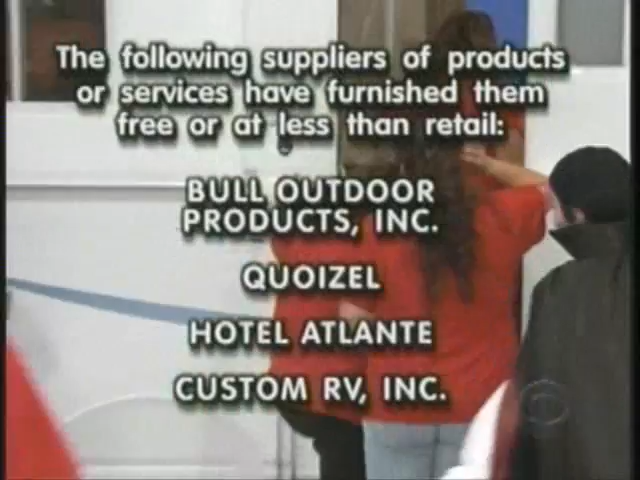 The following suppliers of products
or services have furnished them
free or at less than retail:
BULL OUTDOOR
PRODUCTS, INC.
QUOIZEL
HOTEL ATLANTE
CUSTOM RV, INC.